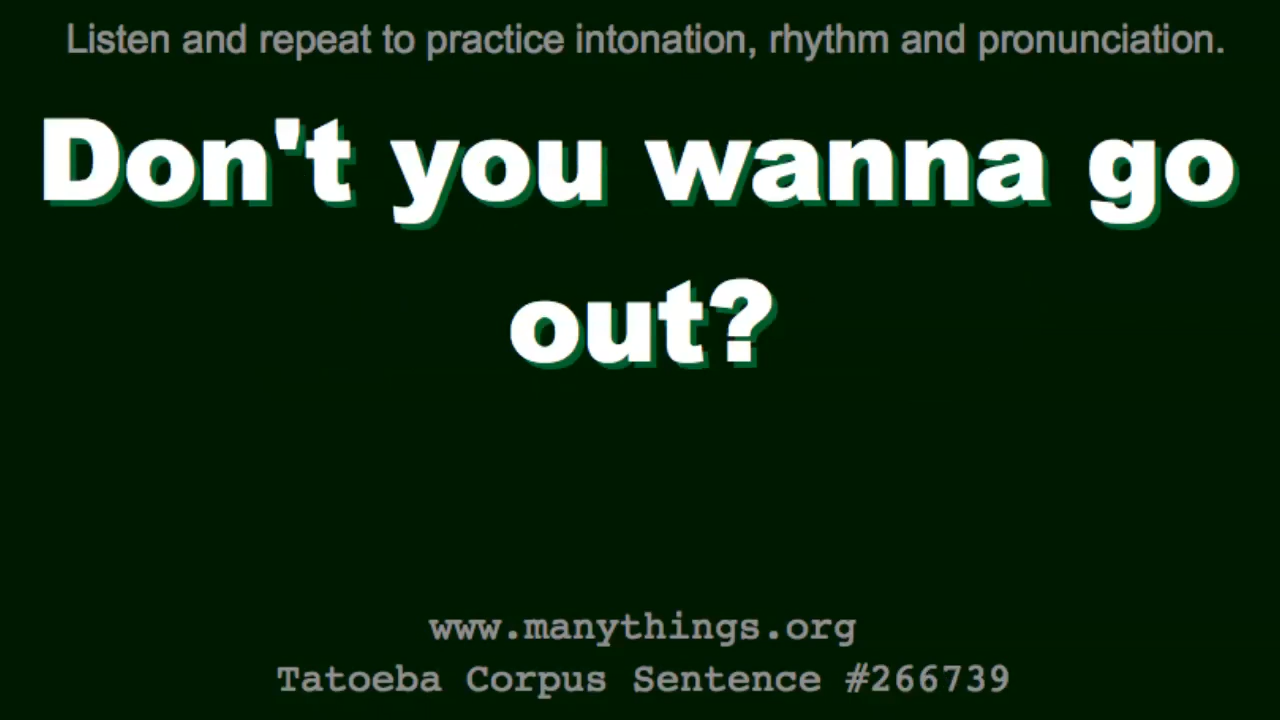 Listen and repeat to practice intonation, rhythm and pronunciation.
Don't you wanna go
out?
www.manythings.org
Tatoeba Corpus Sentence #266739